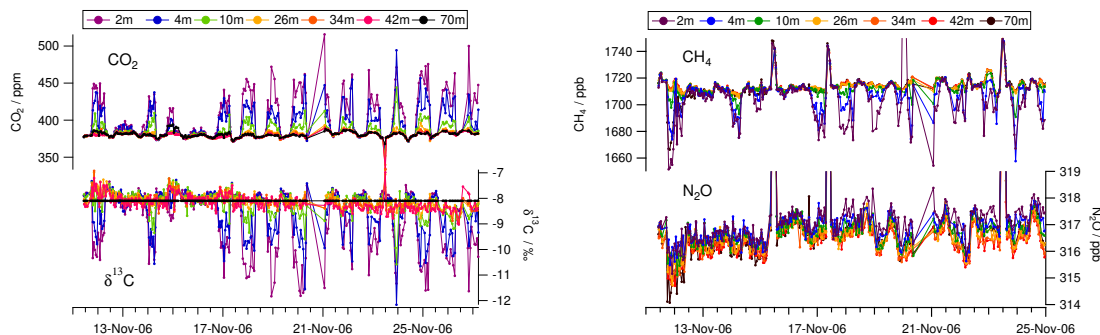 2m 4m 10m 26m 34m 42m 70m
CO2
CO2 / ppm
500
450
400
350
-7
-8
-9
-10
-11
-12
δ13C / ‰
δ13C
13-Nov-06 17-Nov-06 21-Nov-06 25-Nov-06
2m 4m 10m 26m 34m 42m 70m
CH4
CH4 / ppb
1740
1720
1700
1680
1660
N2O
319
318
317
316
315
314
N2O / ppb
13-Nov-06 17-Nov-06 21-Nov-06 25-Nov-06